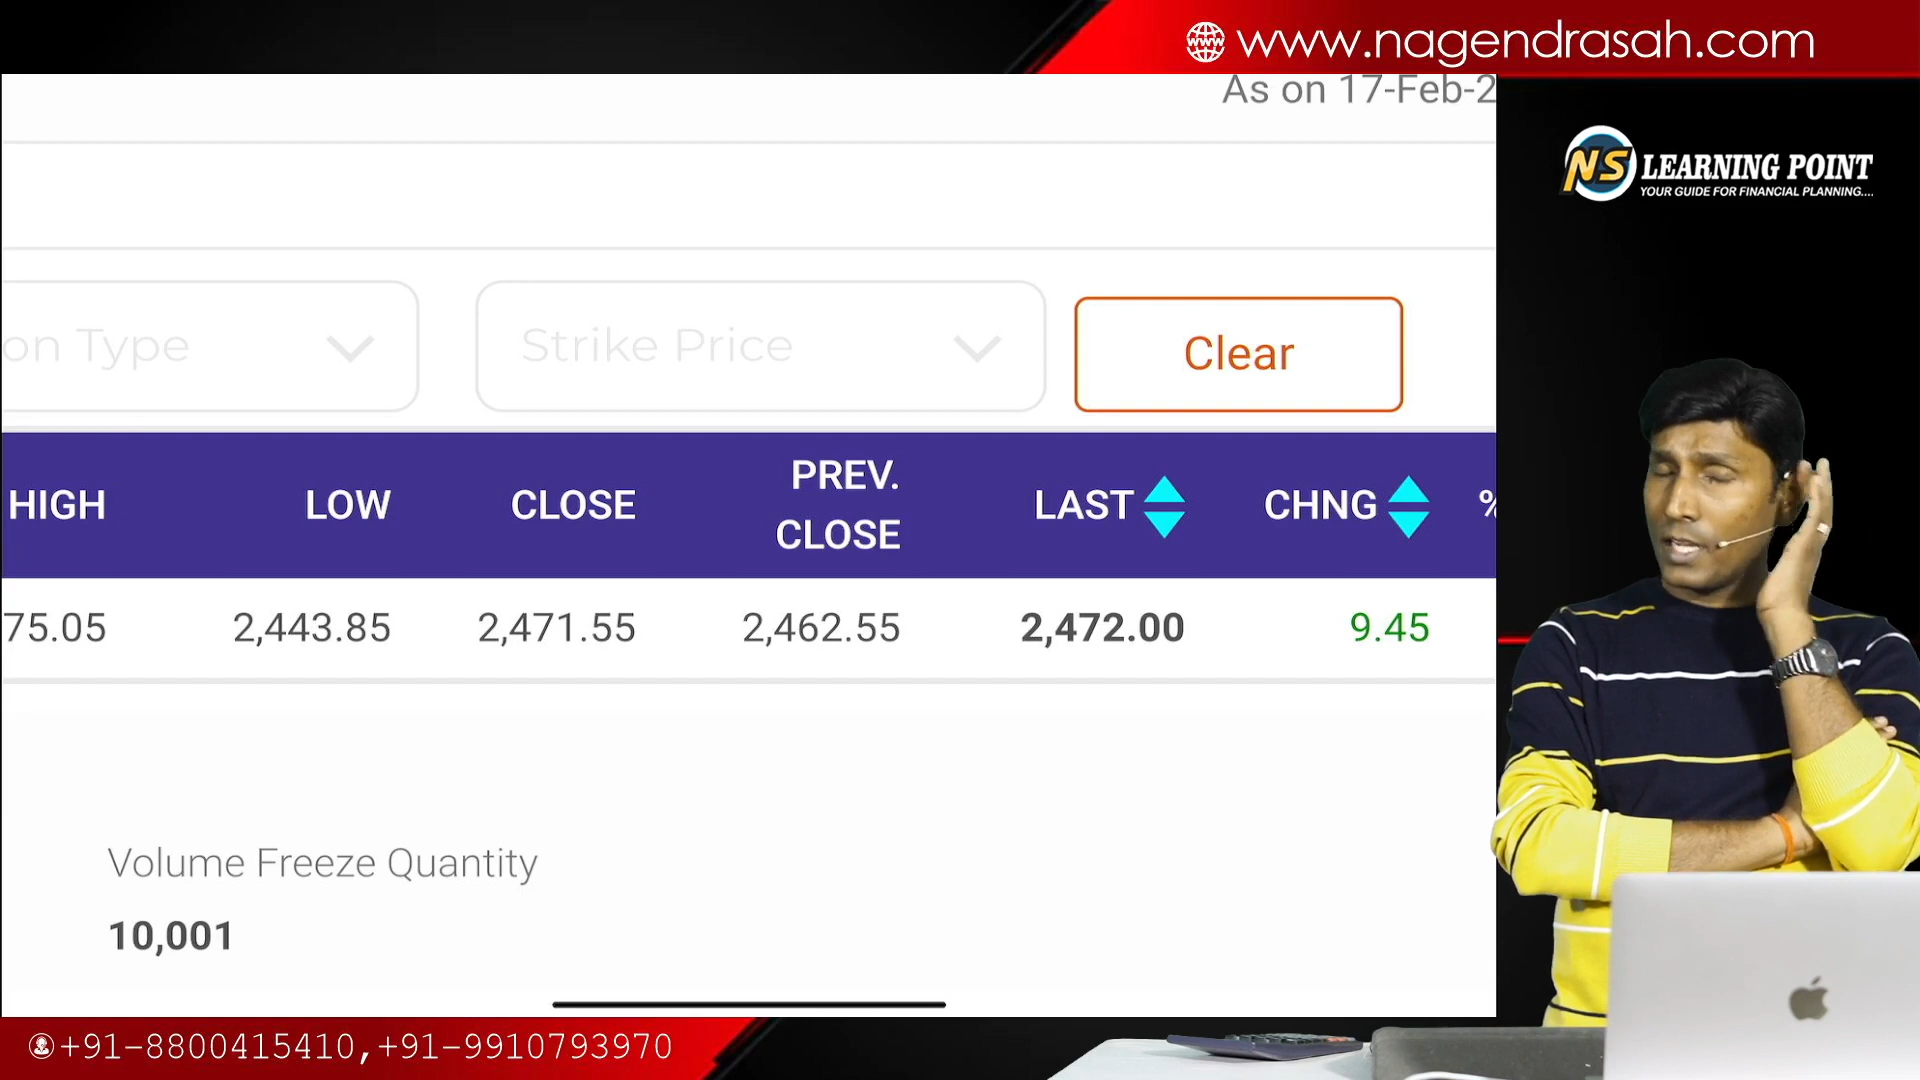 www.nagendrasah.com
As on 17-Feb-2
NS LEARNING POINT
YOUR GUIDE FOR FINANCIAL PLANNING....
on Type Strike Price Clear
HIGH LOW CLOSE PREV. CLOSE LAST CHNG %
75.05 2,443.85 2,471.55 2,462.55 2,472.00 9.45
Volume Freeze Quantity
10,001
+91-8800415410,+91-9910793970